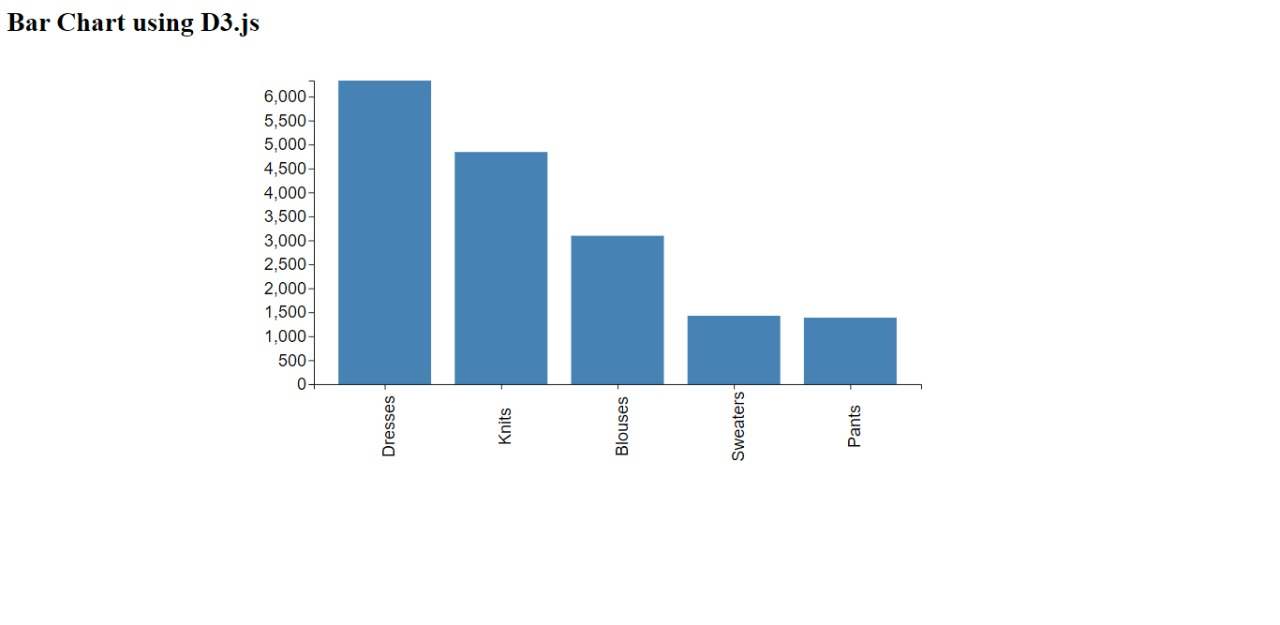 Bar Chart using D3.js
6,000
5,500
5,000
4,500
4,000
3,500
3,000
2,500
2,000
1,500
1,000
500
0
Dresses
Knits
Blouses
Sweaters
Pants